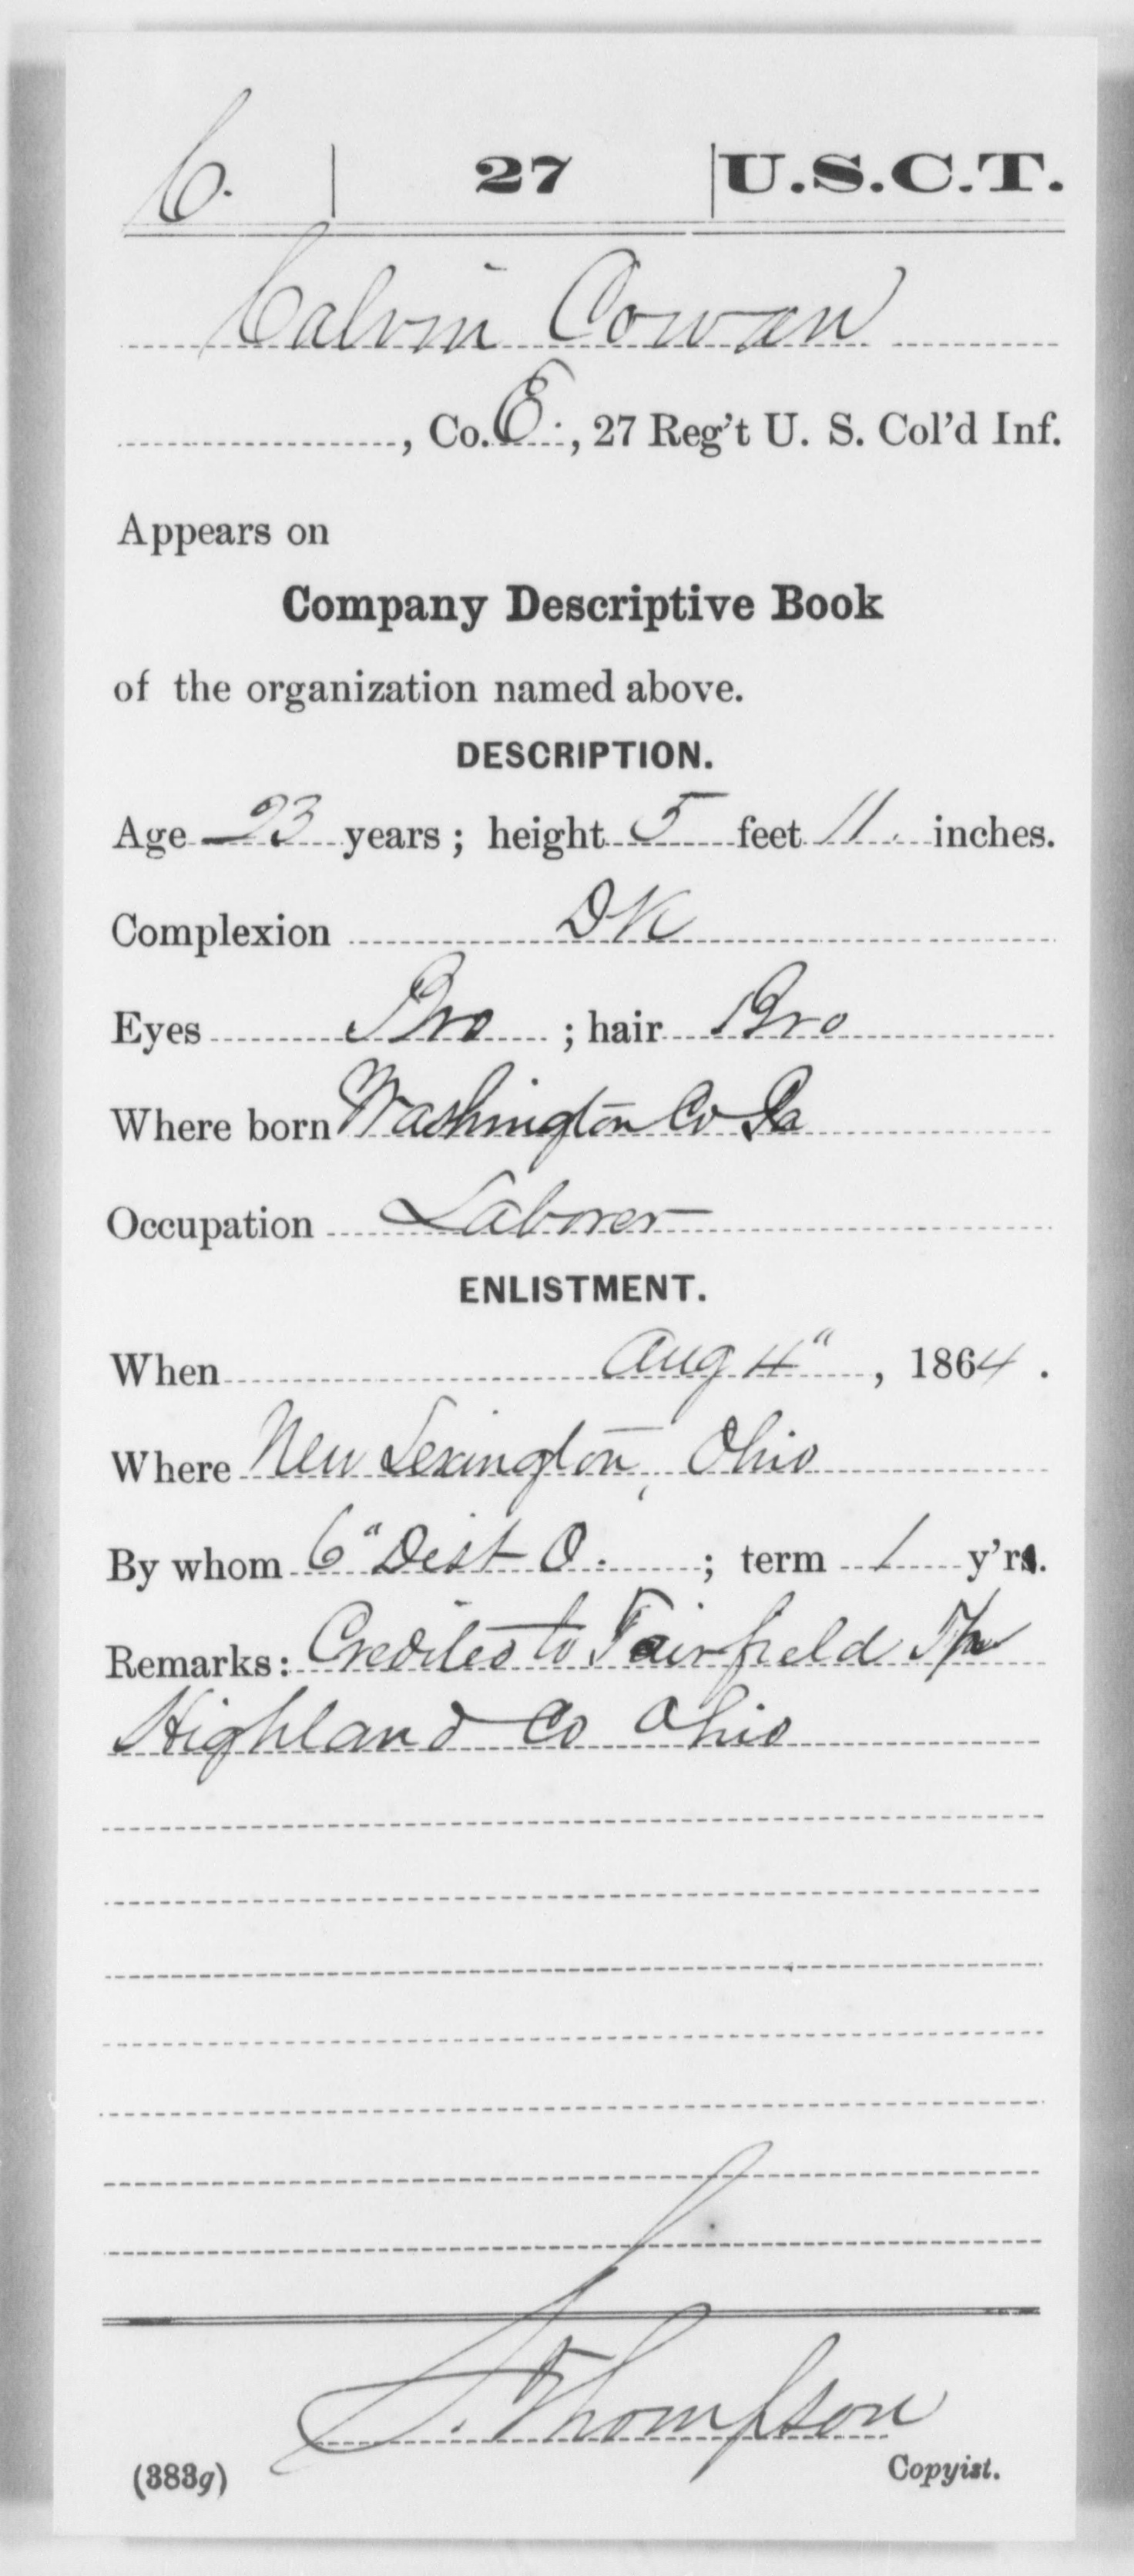 C. | 27 | U.S.C.T.
Calvin Cowan
, Co. E., 27 Reg't U. S. Col'd Inf.
Appears on
Company Descriptive Book
of the organization named above.
DESCRIPTION.
Age 23 years; height 5 feet 11. inches.
Complexion DK
Eyes Bro ; hair Bro
Where born Washington Co Pa
Occupation Laborer
ENLISTMENT.
When Aug 4", 1864.
Where New Lexington, Ohio
By whom 6" Dist O. ; term 1 y'rs.
Remarks: Credited to Fairfield Tp
Highland Co Ohio
S. Thompson
(383g) Copyist.